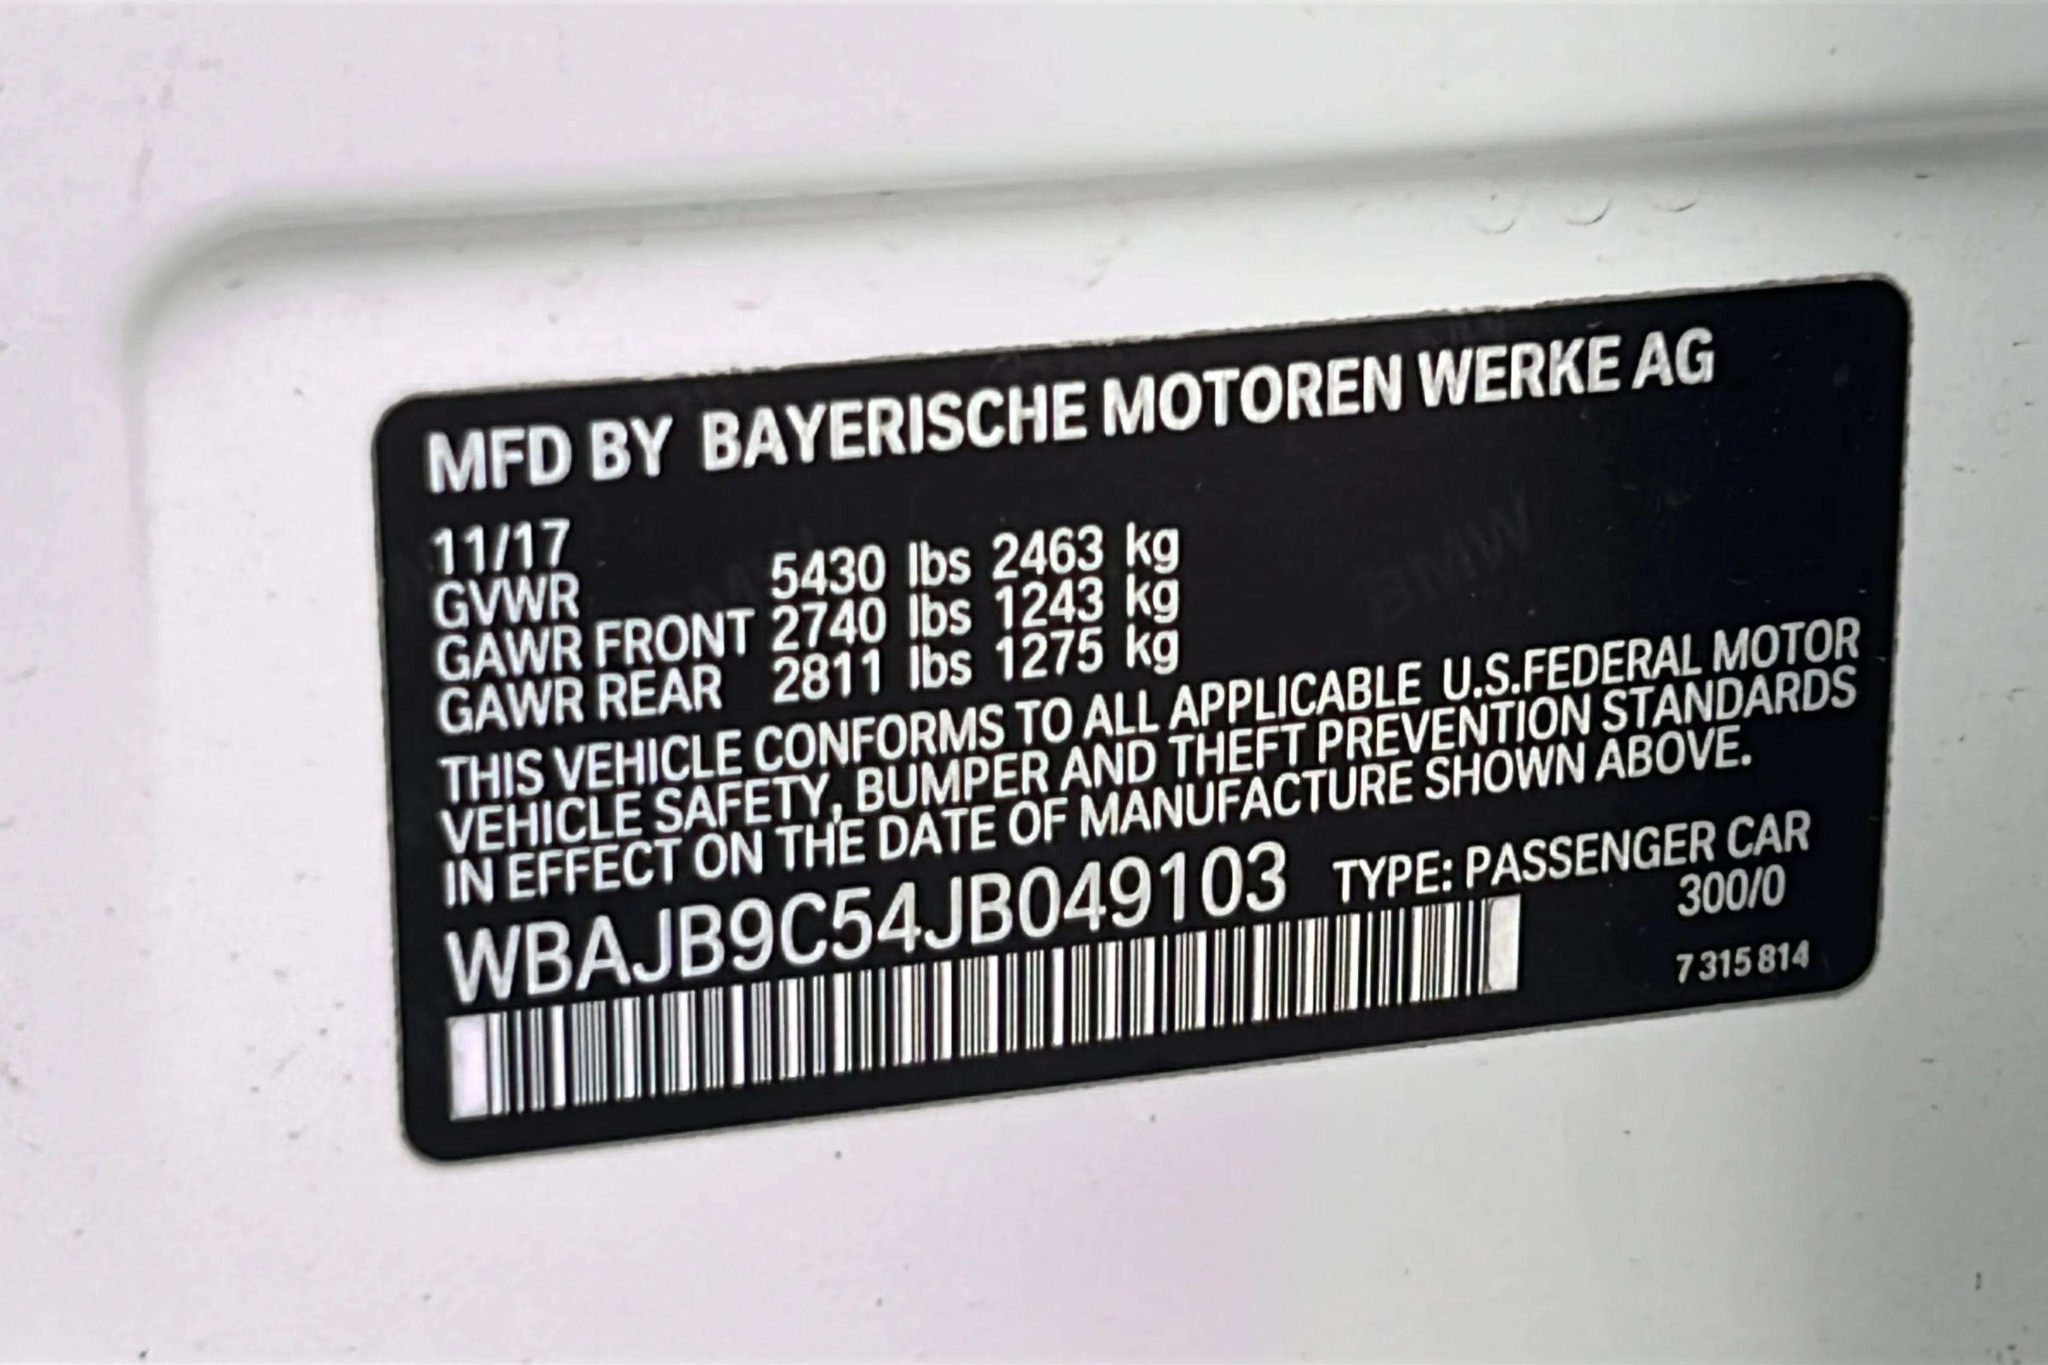 MFD BY BAYERISCHE MOTOREN WERKE AG
11/17
GVWR 5430 lbs 2463 kg
GAWR FRONT 2740 lbs 1243 kg
GAWR REAR 2811 lbs 1275 kg
THIS VEHICLE CONFORMS TO ALL APPLICABLE U.S.FEDERAL MOTOR
VEHICLE SAFETY, BUMPER AND THEFT PREVENTION STANDARDS
IN EFFECT ON THE DATE OF MANUFACTURE SHOWN ABOVE.
WBAJB9C54JB049103 TYPE: PASSENGER CAR
300/0
7 315 814
BMW